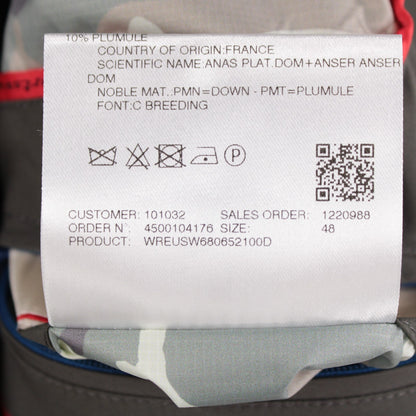 10% PLUMULE
COUNTRY OF ORIGIN:FRANCE
SCIENTIFIC NAME:ANAS PLAT.DOM+ANSER ANSER
DOM
NOBLE MAT.:PMN=DOWN - PMT=PLUMULE
FONT:C BREEDING
P
CUSTOMER: 101032 SALES ORDER: 1220988
ORDER N°: 4500104176 SIZE: 48
PRODUCT: WREUSW680652100D